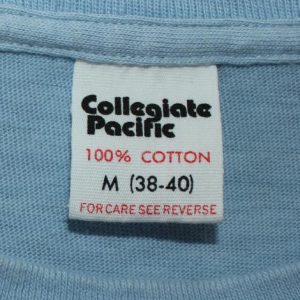 Collegiate
Pacific
100% COTTON
M (38-40)
FOR CARE SEE REVERSE